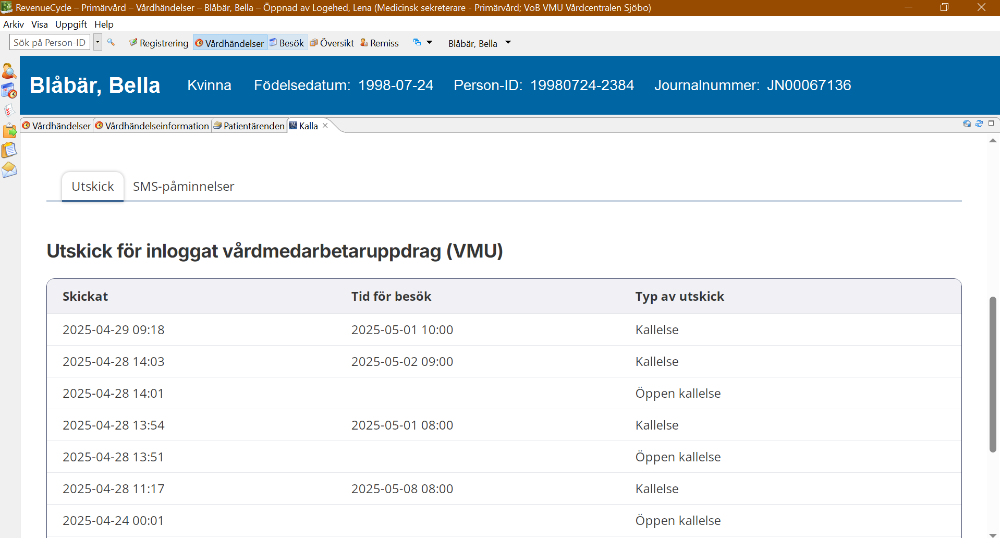 RevenueCycle – Primärvård – Vårdhändelser – Blåbär, Bella – Öppnad av Logehed, Lena (Medicinsk sekreterare - Primärvård; VoB VMU Vårdcentralen Sjöbo)
Arkiv Visa Uppgift Help
Sök på Person-ID Registrering Vårdhändelser Besök Översikt Remiss Blåbär, Bella
Blåbär, Bella Kvinna Födelsedatum: 1998-07-24 Person-ID: 19980724-2384 Journalnummer: JN00067136
Vårdhändelser Vårdhändelseinformation Patientärenden Kalla
Utskick SMS-påminnelser
Utskick för inloggat vårdmedarbetaruppdrag (VMU)
Skickat Tid för besök Typ av utskick
2025-04-29 09:18 2025-05-01 10:00 Kallelse
2025-04-28 14:03 2025-05-02 09:00 Kallelse
2025-04-28 14:01 Öppen kallelse
2025-04-28 13:54 2025-05-01 08:00 Kallelse
2025-04-28 13:51 Öppen kallelse
2025-04-28 11:17 2025-05-08 08:00 Kallelse
2025-04-24 00:01 Öppen kallelse